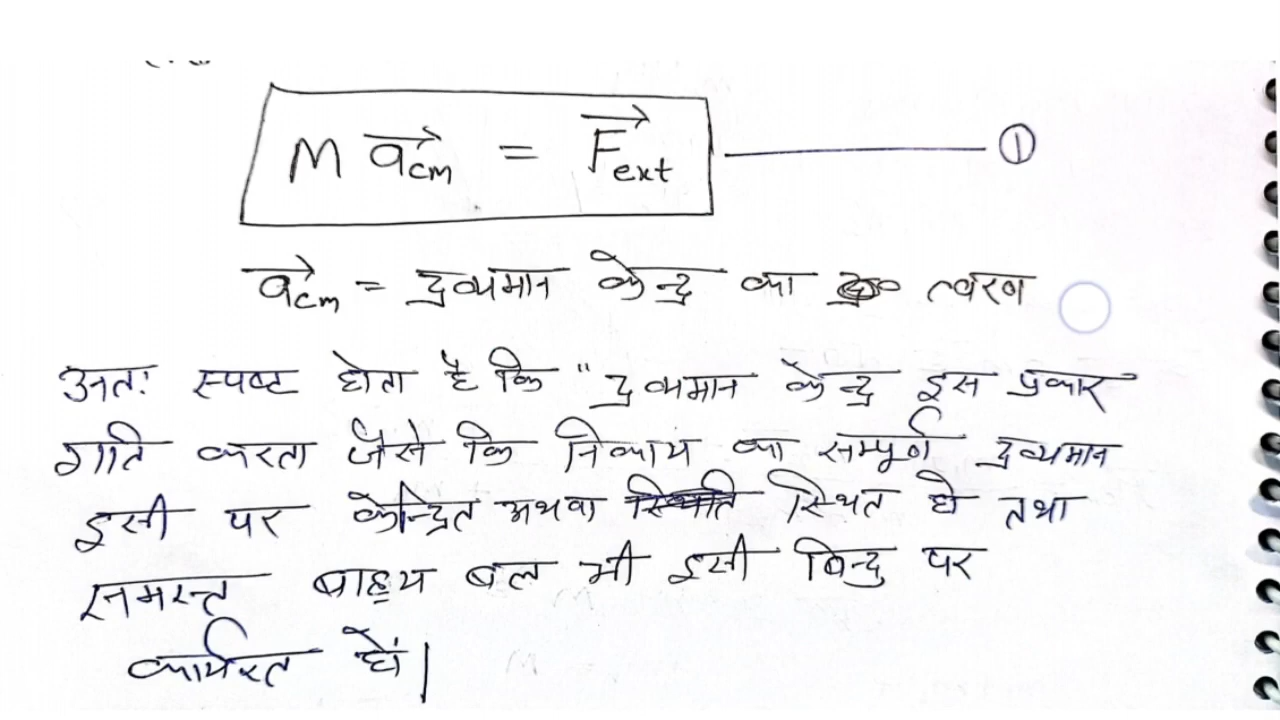 M a⃗cm = F⃗ext ——— ①
a⃗cm = द्रव्यमान केन्द्र का त्वरण
अतः स्पष्ट होता है कि "द्रव्यमान केन्द्र इस प्रकार
गति करता जैसे कि निकाय का सम्पूर्ण द्रव्यमान
इसी पर केन्द्रित अथवा स्थिति स्थित हो तथा
समस्त बाह्य बल भी इसी बिन्दु पर
कार्यरत हों|